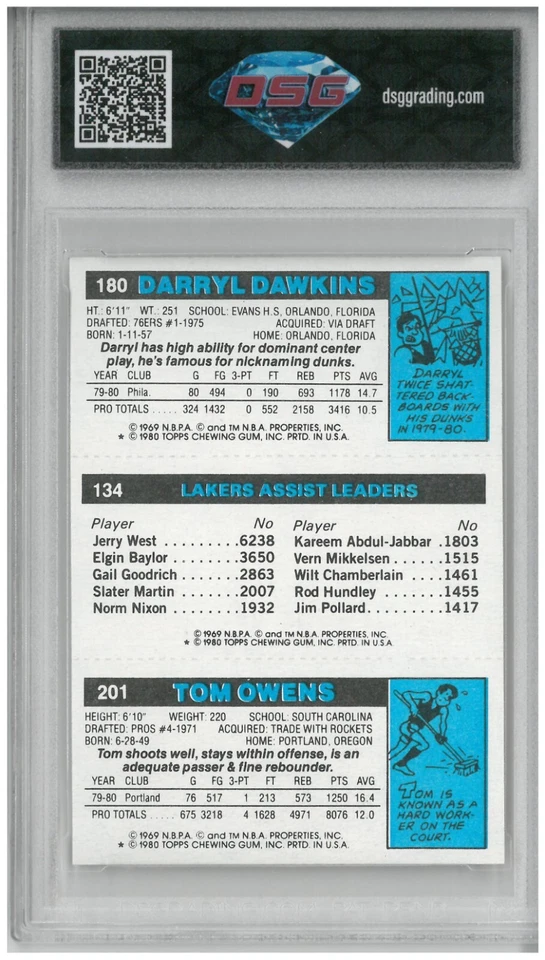 DSG
dsggrading.com
180 DARRYL DAWKINS
HT.: 6'11" WT.: 251 SCHOOL: EVANS H.S, ORLANDO, FLORIDA
DRAFTED: 76ERS #1-1975 ACQUIRED: VIA DRAFT
BORN: 1-11-57 HOME: ORLANDO, FLORIDA
Darryl has high ability for dominant center
play, he's famous for nicknaming dunks.
YEAR CLUB G FG 3-PT FT REB PTS AVG
79-80 Phila. 80 494 0 190 693 1178 14.7
PRO TOTALS . . . . . 324 1432 0 552 2158 3416 10.5
© 1969 N.B.P.A. © and TM N.B.A. PROPERTIES, INC.
★ © 1980 TOPPS CHEWING GUM, INC. PRTD. IN U.S.A.
DARRYL
TWICE SHAT-
TERED BACK-
BOARDS WITH
HIS DUNKS
IN 1979-80.
134 LAKERS ASSIST LEADERS
Player No Player No
Jerry West . . . . . . . . .6238 Kareem Abdul-Jabbar .1803
Elgin Baylor . . . . . . . .3650 Vern Mikkelsen . . . . . .1515
Gail Goodrich . . . . . . .2863 Wilt Chamberlain . . . .1461
Slater Martin . . . . . . . .2007 Rod Hundley . . . . . .1455
Norm Nixon . . . . . . . .1932 Jim Pollard. . . . . . . . .1417
© 1969 N.B.P.A. © and TM N.B.A. PROPERTIES, INC.
★ © 1980 TOPPS CHEWING GUM, INC. PRTD. IN U.S.A.
201 TOM OWENS
HEIGHT: 6'10" WEIGHT: 220 SCHOOL: SOUTH CAROLINA
DRAFTED: PROS #4-1971 ACQUIRED: TRADE WITH ROCKETS
BORN: 6-28-49 HOME: PORTLAND, OREGON
Tom shoots well, stays within offense, is an
adequate passer & fine rebounder.
YEAR CLUB G FG 3-PT FT REB PTS AVG
79-80 Portland 76 517 1 213 573 1250 16.4
PRO TOTALS . . . . . 675 3218 4 1628 4971 8076 12.0
© 1969 N.B.P.A. © and TM N.B.A. PROPERTIES, INC.
★ © 1980 TOPPS CHEWING GUM, INC. PRTD. IN U.S.A.
TOM IS
KNOWN AS A
HARD WORK-
ER ON THE
COURT.